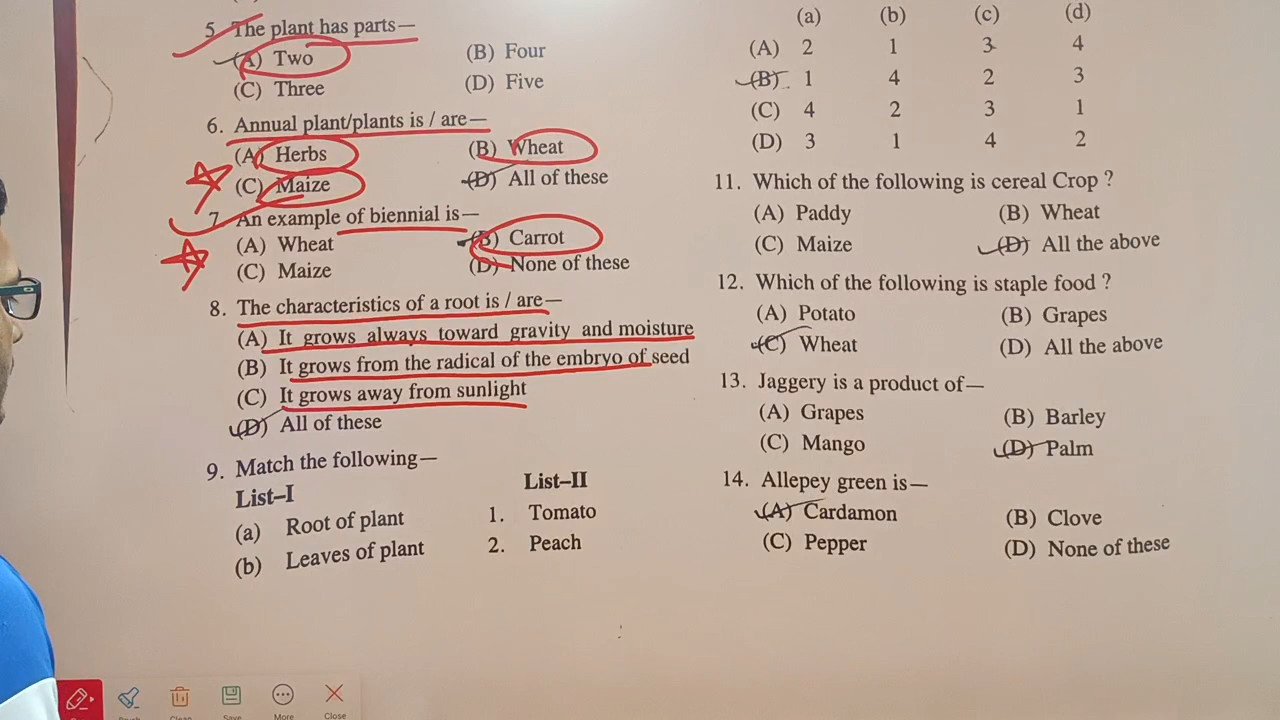 5. The plant has parts—
(A) Two (B) Four
(C) Three (D) Five
6. Annual plant/plants is / are—
(A) Herbs (B) Wheat
(C) Maize (D) All of these
7. An example of biennial is—
(A) Wheat (B) Carrot
(C) Maize (D) None of these
8. The characteristics of a root is / are—
(A) It grows always toward gravity and moisture
(B) It grows from the radical of the embryo of seed
(C) It grows away from sunlight
(D) All of these
9. Match the following—
List–I List–II
(a) Root of plant 1. Tomato
(b) Leaves of plant 2. Peach
(a) (b) (c) (d)
(A) 2 1 3 4
(B) 1 4 2 3
(C) 4 2 3 1
(D) 3 1 4 2
11. Which of the following is cereal Crop ?
(A) Paddy (B) Wheat
(C) Maize (D) All the above
12. Which of the following is staple food ?
(A) Potato (B) Grapes
(C) Wheat (D) All the above
13. Jaggery is a product of—
(A) Grapes (B) Barley
(C) Mango (D) Palm
14. Allepey green is—
(A) Cardamon (B) Clove
(C) Pepper (D) None of these
Clean Save More Close